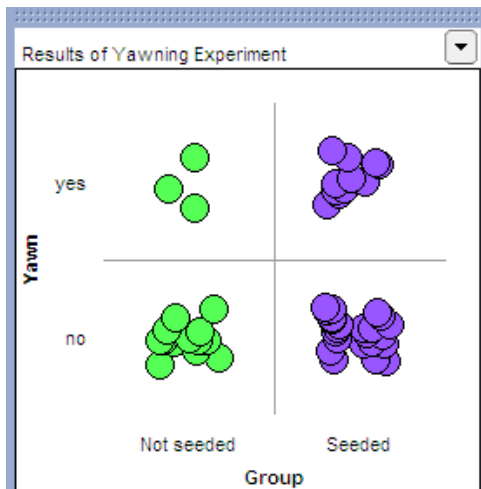 Results of Yawning Experiment
yes
Yawn
no
Not seeded
Seeded
Group